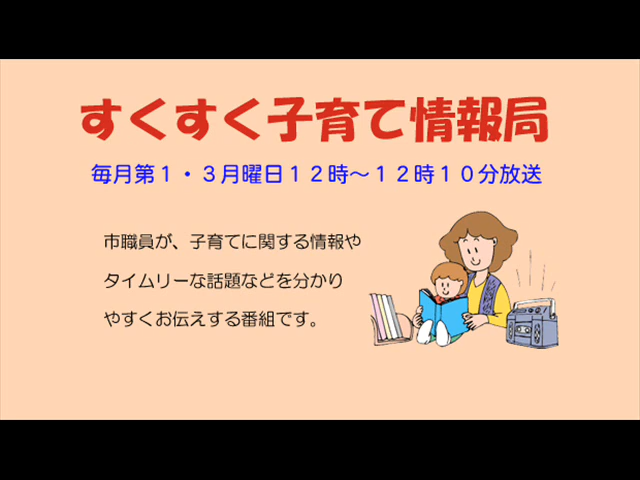 すくすく子育て情報局
毎月第１・３月曜日１２時～１２時１０分放送
市職員が、子育てに関する情報や
タイムリーな話題などを分かり
やすくお伝えする番組です。